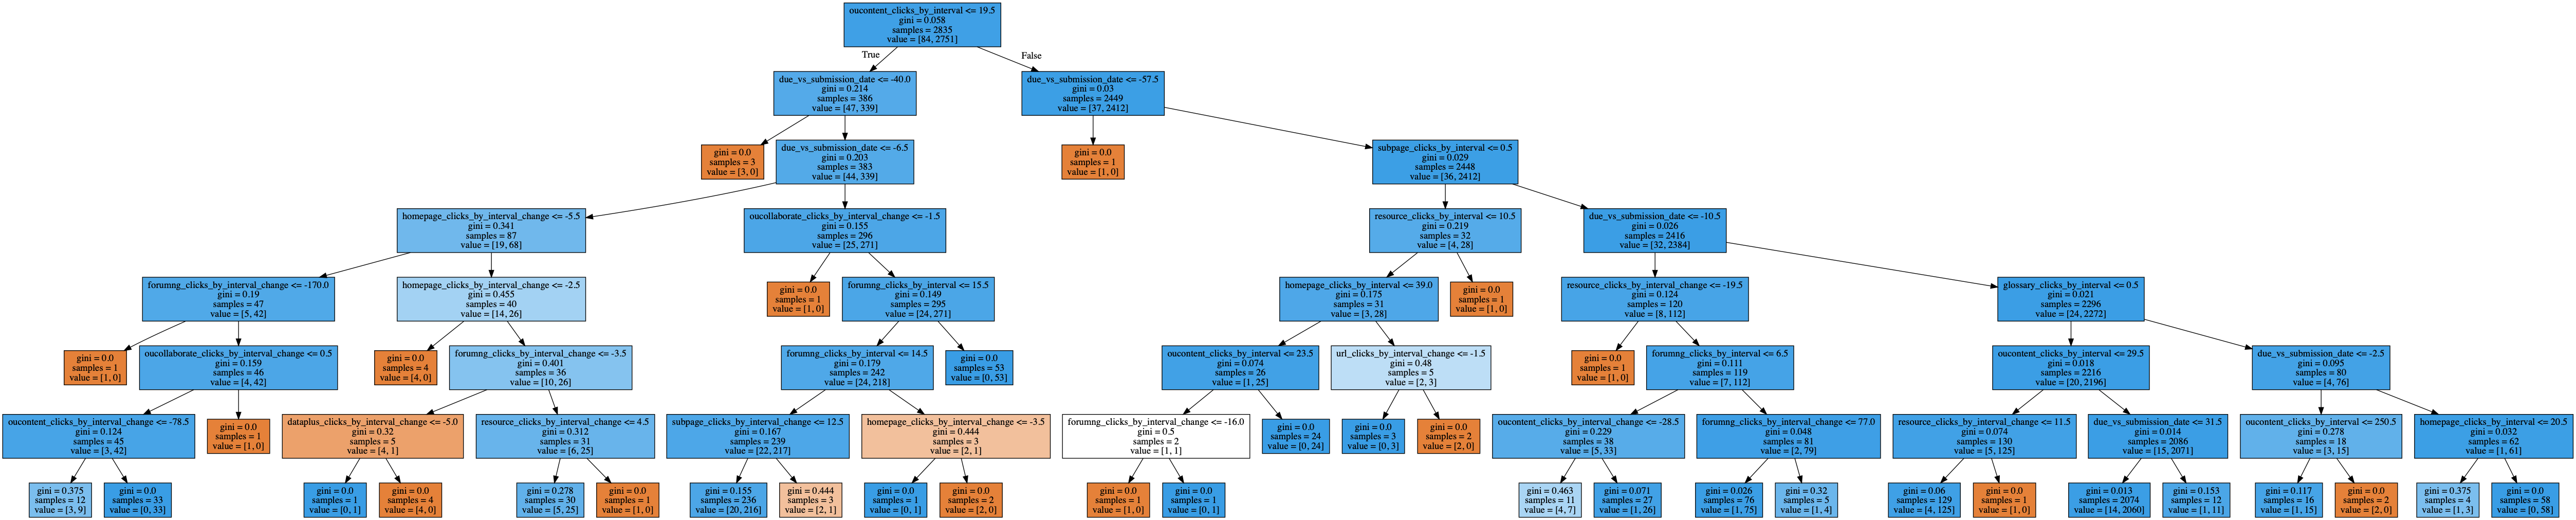 oucontent_clicks_by_interval <= 19.5
gini = 0.058
samples = 2835
value = [84, 2751]
True
False
due_vs_submission_date <= -40.0
gini = 0.214
samples = 386
value = [47, 339]
due_vs_submission_date <= -57.5
gini = 0.03
samples = 2449
value = [37, 2412]
gini = 0.0
samples = 3
value = [3, 0]
due_vs_submission_date <= -6.5
gini = 0.203
samples = 383
value = [44, 339]
gini = 0.0
samples = 1
value = [1, 0]
subpage_clicks_by_interval <= 0.5
gini = 0.029
samples = 2448
value = [36, 2412]
homepage_clicks_by_interval_change <= -5.5
gini = 0.341
samples = 87
value = [19, 68]
oucollaborate_clicks_by_interval_change <= -1.5
gini = 0.155
samples = 296
value = [25, 271]
resource_clicks_by_interval <= 10.5
gini = 0.219
samples = 32
value = [4, 28]
due_vs_submission_date <= -10.5
gini = 0.026
samples = 2416
value = [32, 2384]
forumng_clicks_by_interval_change <= -170.0
gini = 0.19
samples = 47
value = [5, 42]
homepage_clicks_by_interval_change <= -2.5
gini = 0.455
samples = 40
value = [14, 26]
gini = 0.0
samples = 1
value = [1, 0]
forumng_clicks_by_interval <= 15.5
gini = 0.149
samples = 295
value = [24, 271]
homepage_clicks_by_interval <= 39.0
gini = 0.175
samples = 31
value = [3, 28]
gini = 0.0
samples = 1
value = [1, 0]
resource_clicks_by_interval_change <= -19.5
gini = 0.124
samples = 120
value = [8, 112]
glossary_clicks_by_interval <= 0.5
gini = 0.021
samples = 2296
value = [24, 2272]
gini = 0.0
samples = 1
value = [1, 0]
oucollaborate_clicks_by_interval_change <= 0.5
gini = 0.159
samples = 46
value = [4, 42]
gini = 0.0
samples = 4
value = [4, 0]
forumng_clicks_by_interval_change <= -3.5
gini = 0.401
samples = 36
value = [10, 26]
forumng_clicks_by_interval <= 14.5
gini = 0.179
samples = 242
value = [24, 218]
gini = 0.0
samples = 53
value = [0, 53]
oucontent_clicks_by_interval <= 23.5
gini = 0.074
samples = 26
value = [1, 25]
url_clicks_by_interval_change <= -1.5
gini = 0.48
samples = 5
value = [2, 3]
gini = 0.0
samples = 1
value = [1, 0]
forumng_clicks_by_interval <= 6.5
gini = 0.111
samples = 119
value = [7, 112]
oucontent_clicks_by_interval <= 29.5
gini = 0.018
samples = 2216
value = [20, 2196]
due_vs_submission_date <= -2.5
gini = 0.095
samples = 80
value = [4, 76]
oucontent_clicks_by_interval_change <= -78.5
gini = 0.124
samples = 45
value = [3, 42]
gini = 0.0
samples = 1
value = [1, 0]
dataplus_clicks_by_interval_change <= -5.0
gini = 0.32
samples = 5
value = [4, 1]
resource_clicks_by_interval_change <= 4.5
gini = 0.312
samples = 31
value = [6, 25]
subpage_clicks_by_interval_change <= 12.5
gini = 0.167
samples = 239
value = [22, 217]
homepage_clicks_by_interval_change <= -3.5
gini = 0.444
samples = 3
value = [2, 1]
forumng_clicks_by_interval_change <= -16.0
gini = 0.5
samples = 2
value = [1, 1]
gini = 0.0
samples = 24
value = [0, 24]
gini = 0.0
samples = 3
value = [0, 3]
gini = 0.0
samples = 2
value = [2, 0]
oucontent_clicks_by_interval_change <= -28.5
gini = 0.229
samples = 38
value = [5, 33]
forumng_clicks_by_interval_change <= 77.0
gini = 0.048
samples = 81
value = [2, 79]
resource_clicks_by_interval_change <= 11.5
gini = 0.074
samples = 130
value = [5, 125]
due_vs_submission_date <= 31.5
gini = 0.014
samples = 2086
value = [15, 2071]
oucontent_clicks_by_interval <= 250.5
gini = 0.278
samples = 18
value = [3, 15]
homepage_clicks_by_interval <= 20.5
gini = 0.032
samples = 62
value = [1, 61]
gini = 0.375
samples = 12
value = [3, 9]
gini = 0.0
samples = 33
value = [0, 33]
gini = 0.0
samples = 1
value = [0, 1]
gini = 0.0
samples = 4
value = [4, 0]
gini = 0.278
samples = 30
value = [5, 25]
gini = 0.0
samples = 1
value = [1, 0]
gini = 0.155
samples = 236
value = [20, 216]
gini = 0.444
samples = 3
value = [2, 1]
gini = 0.0
samples = 1
value = [0, 1]
gini = 0.0
samples = 2
value = [2, 0]
gini = 0.0
samples = 1
value = [1, 0]
gini = 0.0
samples = 1
value = [0, 1]
gini = 0.463
samples = 11
value = [4, 7]
gini = 0.071
samples = 27
value = [1, 26]
gini = 0.026
samples = 76
value = [1, 75]
gini = 0.32
samples = 5
value = [1, 4]
gini = 0.06
samples = 129
value = [4, 125]
gini = 0.0
samples = 1
value = [1, 0]
gini = 0.013
samples = 2074
value = [14, 2060]
gini = 0.153
samples = 12
value = [1, 11]
gini = 0.117
samples = 16
value = [1, 15]
gini = 0.0
samples = 2
value = [2, 0]
gini = 0.375
samples = 4
value = [1, 3]
gini = 0.0
samples = 58
value = [0, 58]